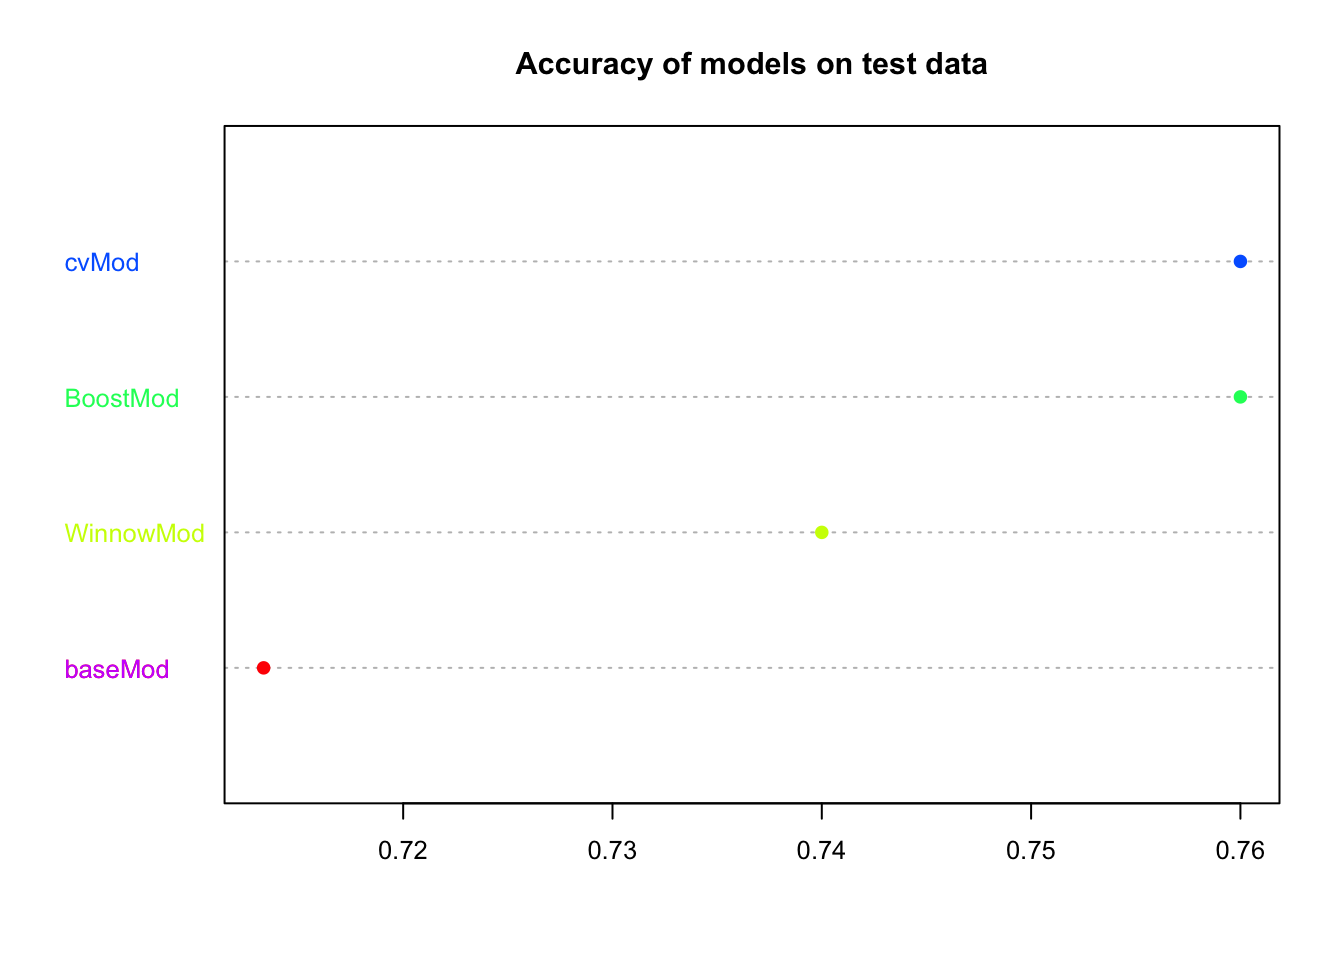 Accuracy of models on test data
cvMod
BoostMod
WinnowMod
baseMod
0.72 0.73 0.74 0.75 0.76